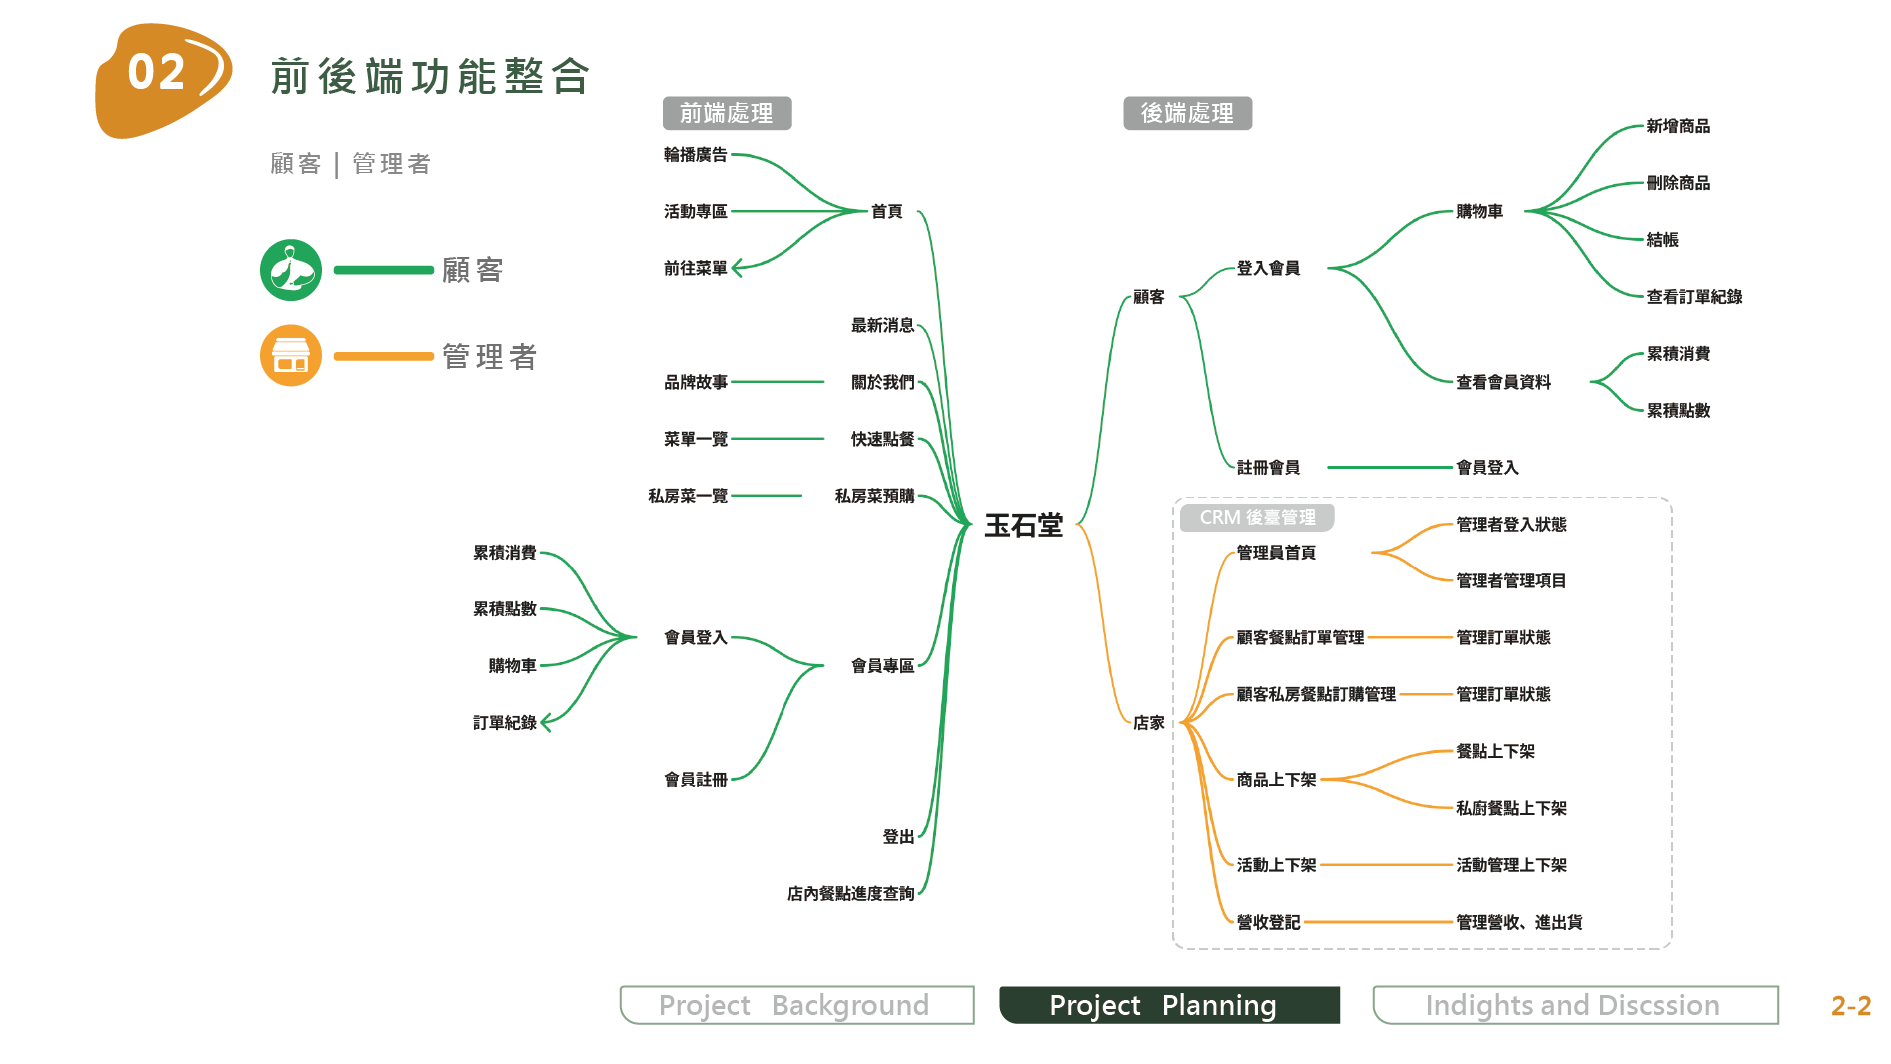 02
前後端功能整合
顧客 | 管理者
顧客
管理者
前端處理
輪播廣告
活動專區
首頁
前往菜單
最新消息
品牌故事
關於我們
菜單一覽
快速點餐
私房菜一覽
私房菜預購
累積消費
累積點數
購物車
訂單紀錄
會員登入
會員專區
會員註冊
登出
店內餐點進度查詢
玉石堂
後端處理
顧客
登入會員
購物車
新增商品
刪除商品
結帳
查看訂單紀錄
查看會員資料
累積消費
累積點數
註冊會員
會員登入
店家
CRM 後臺管理
管理員首頁
管理者登入狀態
管理者管理項目
顧客餐點訂單管理
管理訂單狀態
顧客私房餐點訂購管理
管理訂單狀態
商品上下架
餐點上下架
私廚餐點上下架
活動上下架
活動管理上下架
營收登記
管理營收、進出貨
Project Background
Project Planning
Indights and Discssion
2-2